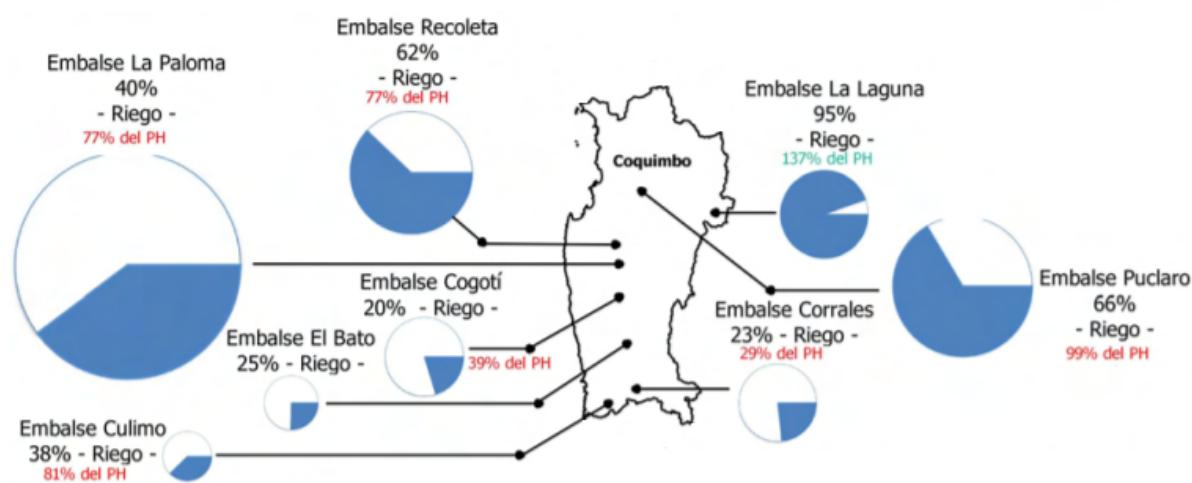 Embalse La Paloma
40%
- Riego -
77% del PH
Embalse Recoleta
62%
- Riego -
77% del PH
Coquimbo
Embalse La Laguna
95%
- Riego -
137% del PH
Embalse Puclaro
66%
- Riego -
99% del PH
Embalse Cogotí
20% - Riego -
39% del PH
Embalse Corrales
23% - Riego -
29% del PH
Embalse El Bato
25% - Riego -
Embalse Culimo
38% - Riego -
81% del PH